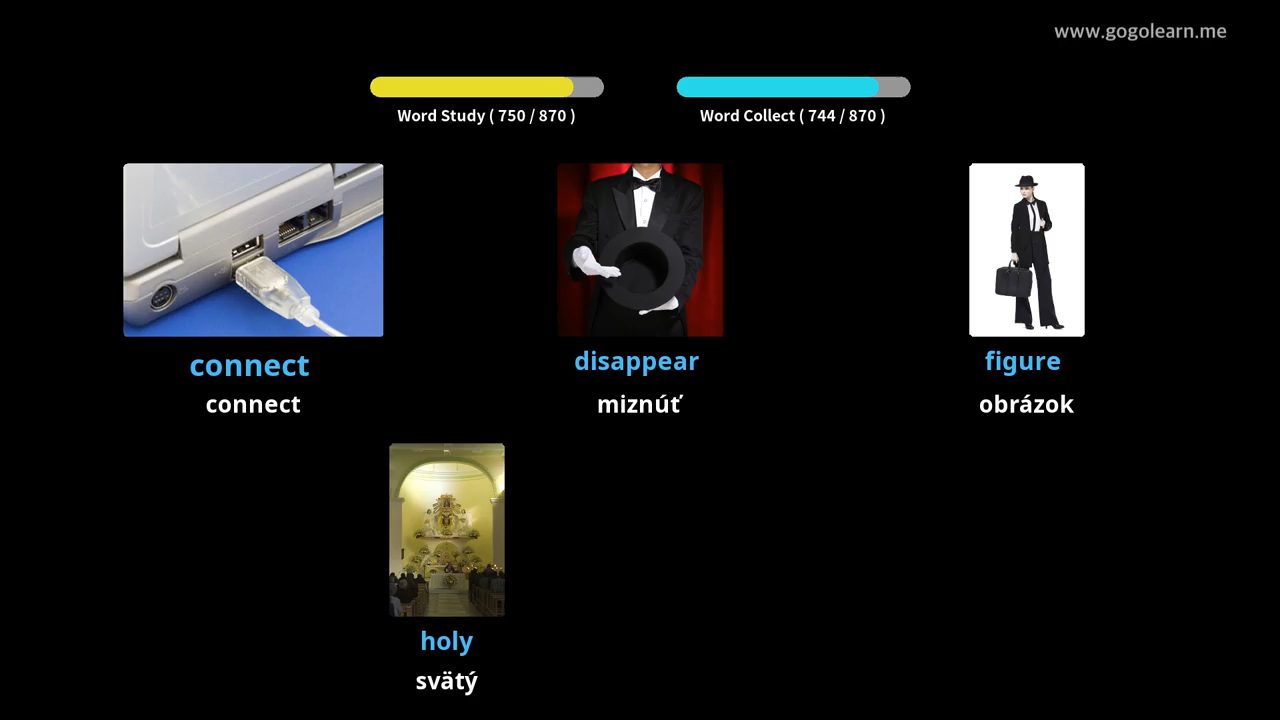 www.gogolearn.me
Word Study ( 750 / 870 )
Word Collect ( 744 / 870 )
connect
connect
disappear
miznúť
figure
obrázok
holy
svätý